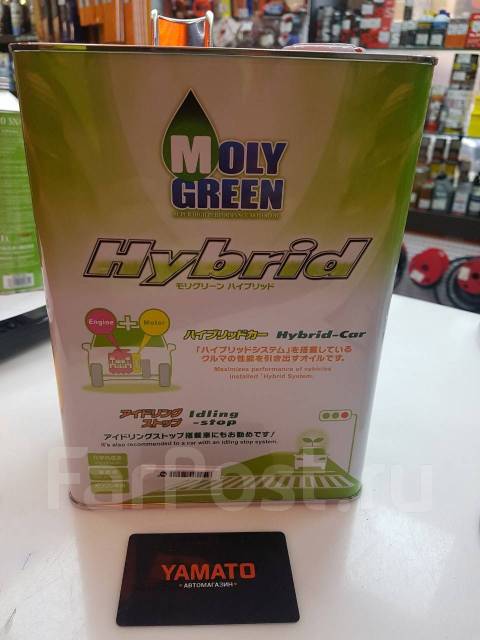 MOLY
GREEN
SUPER HIGH PERFORMANCE MOTOR OIL
Hybrid
モリグリーン ハイブリッド
Engine + Motor
ハイブリッドカー Hybrid-Car
「ハイブリッドシステム」を搭載している
クルマの性能を引き出すオイルです。
Maximizes performance of vehicles
installed "Hybrid System."
アイドリング
ストップ
Idling
-stop
アイドリングストップ搭載車にもお勧めです!
It's also recommended to a car with an idling stop system.
FarPost.ru
YAMATO
АВТОМАГАЗИН